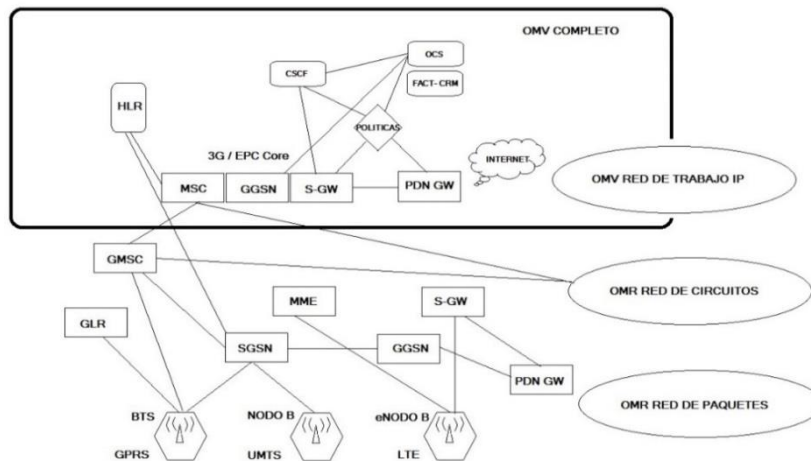 OMV COMPLETO
OCS
CSCF
FACT- CRM
HLR
POLITICAS
3G / EPC Core
INTERNET
MSC
GGSN
S-GW
PDN GW
OMV RED DE TRABAJO IP
GMSC
OMR RED DE CIRCUITOS
MME
S-GW
GLR
SGSN
GGSN
PDN GW
OMR RED DE PAQUETES
BTS
NODO B
eNODO B
GPRS
UMTS
LTE